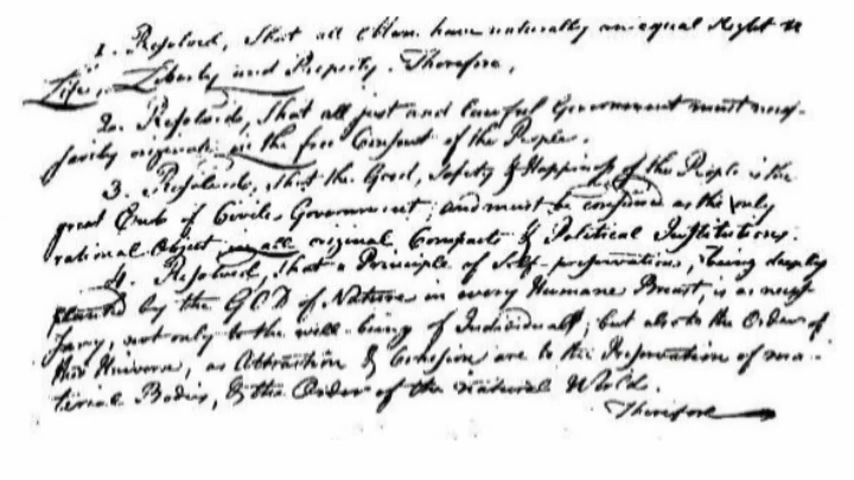 1. Resolved, That all Men have naturally an equal Right to
Life, Liberty and Property. Therefore,
2. Resolved, That all just and lawful Government must neces-
sarily originate in the free Consent of the People.
3. Resolved, that the Good, Safety & Happiness of the People is the
great End of Civil Government; and must be considered as the only
rational Object, in all original Compacts & Political Institutions.
4. Resolved, That a Principle of Self-preservation, being deeply
planted by the GOD of Nature in every Humane Breast, is as neces-
sary, not only to the well-being of Individuals; but also to the Order of
the Universe, as Attraction & Cohesion are to the Preservation of ma-
terial Bodies, & the Order of the natural World.
Therefore